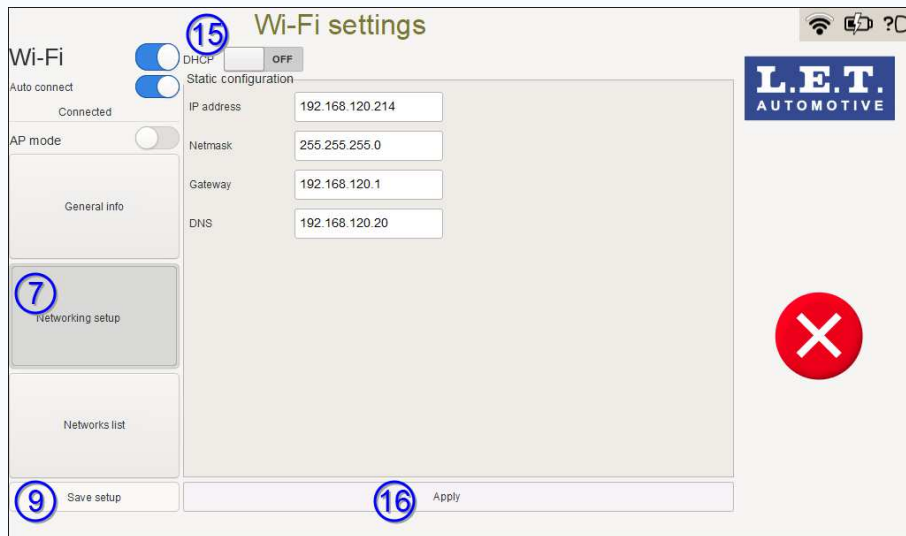 Wi-Fi settings
15
?
Wi-Fi
DHCP OFF
L.E.T.
AUTOMOTIVE
Auto connect
Static configuration
Connected
IP address 192.168.120.214
AP mode
Netmask 255.255.255.0
Gateway 192.168.120.1
General info
DNS 192.168.120.20
7
Networking setup
Networks list
9 Save setup
16 Apply